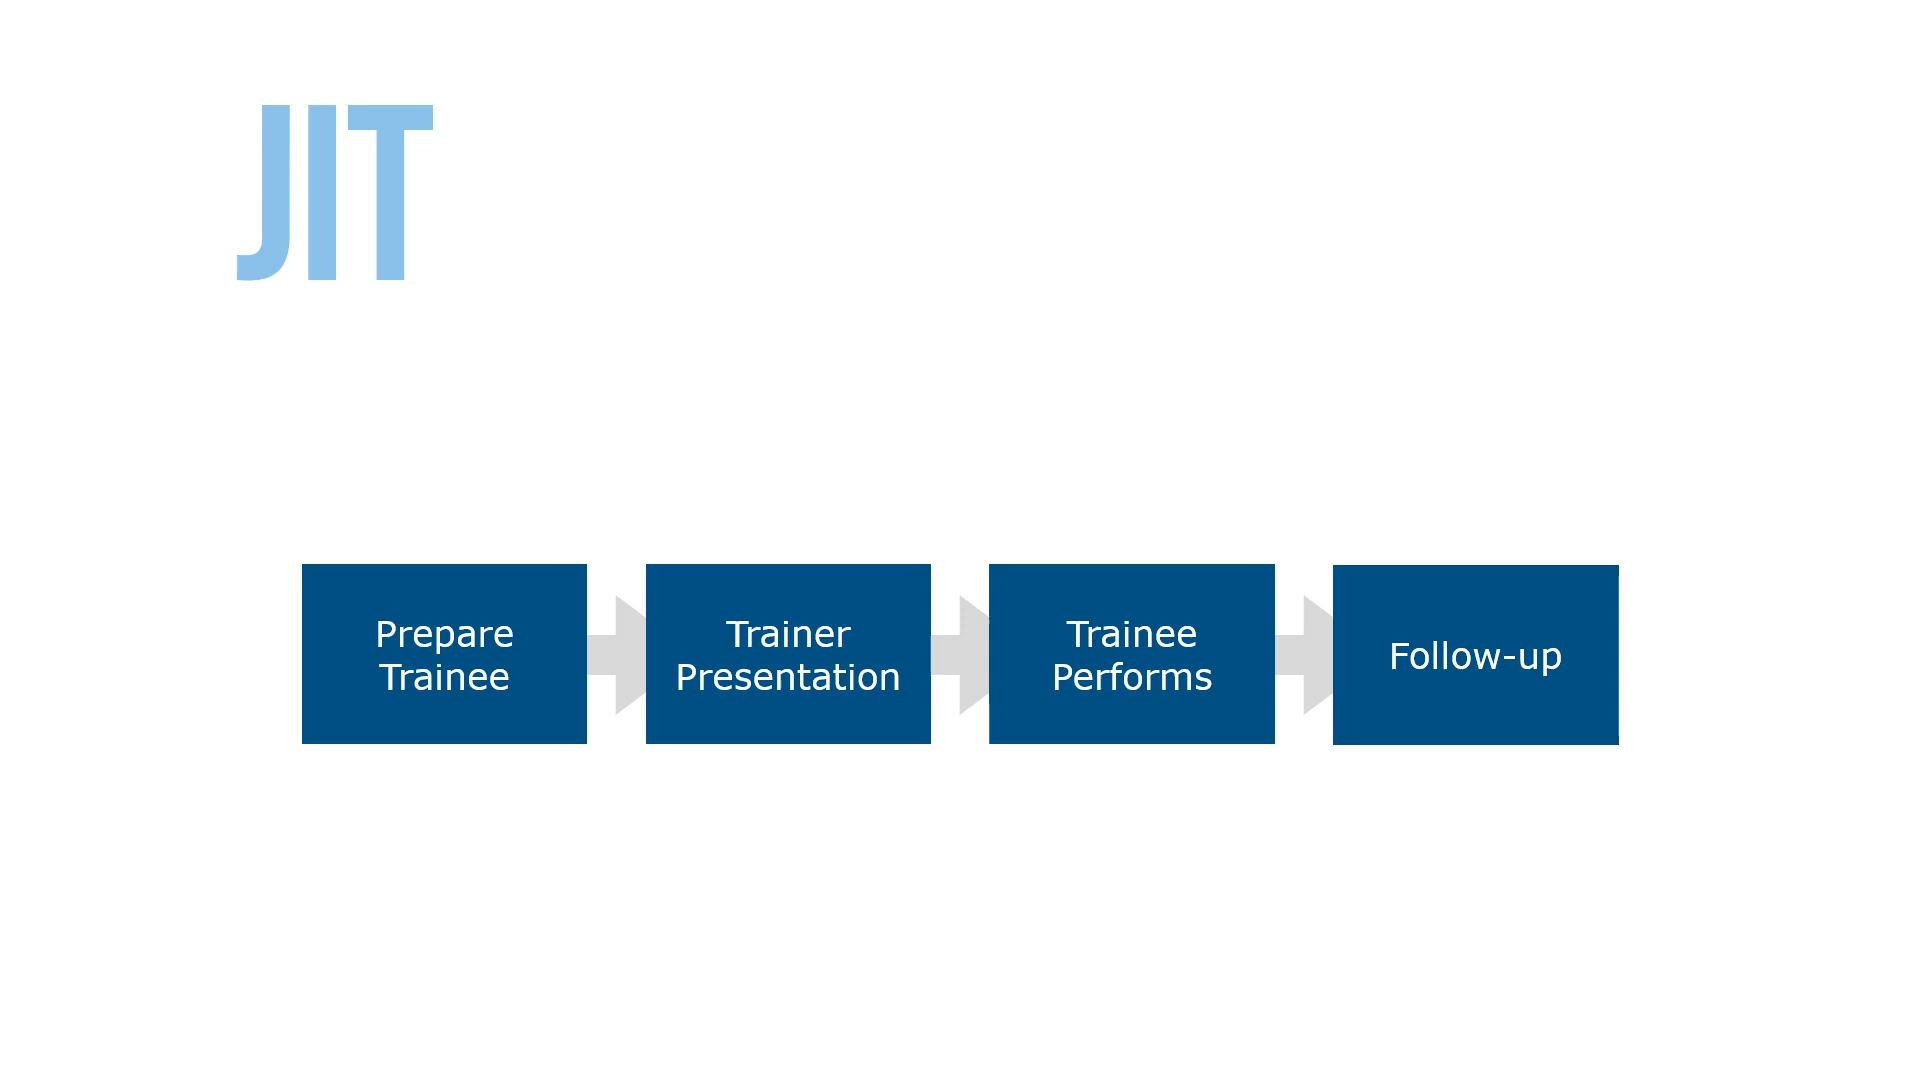 JIT
Prepare
Trainee
Trainer
Presentation
Trainee
Performs
Follow-up